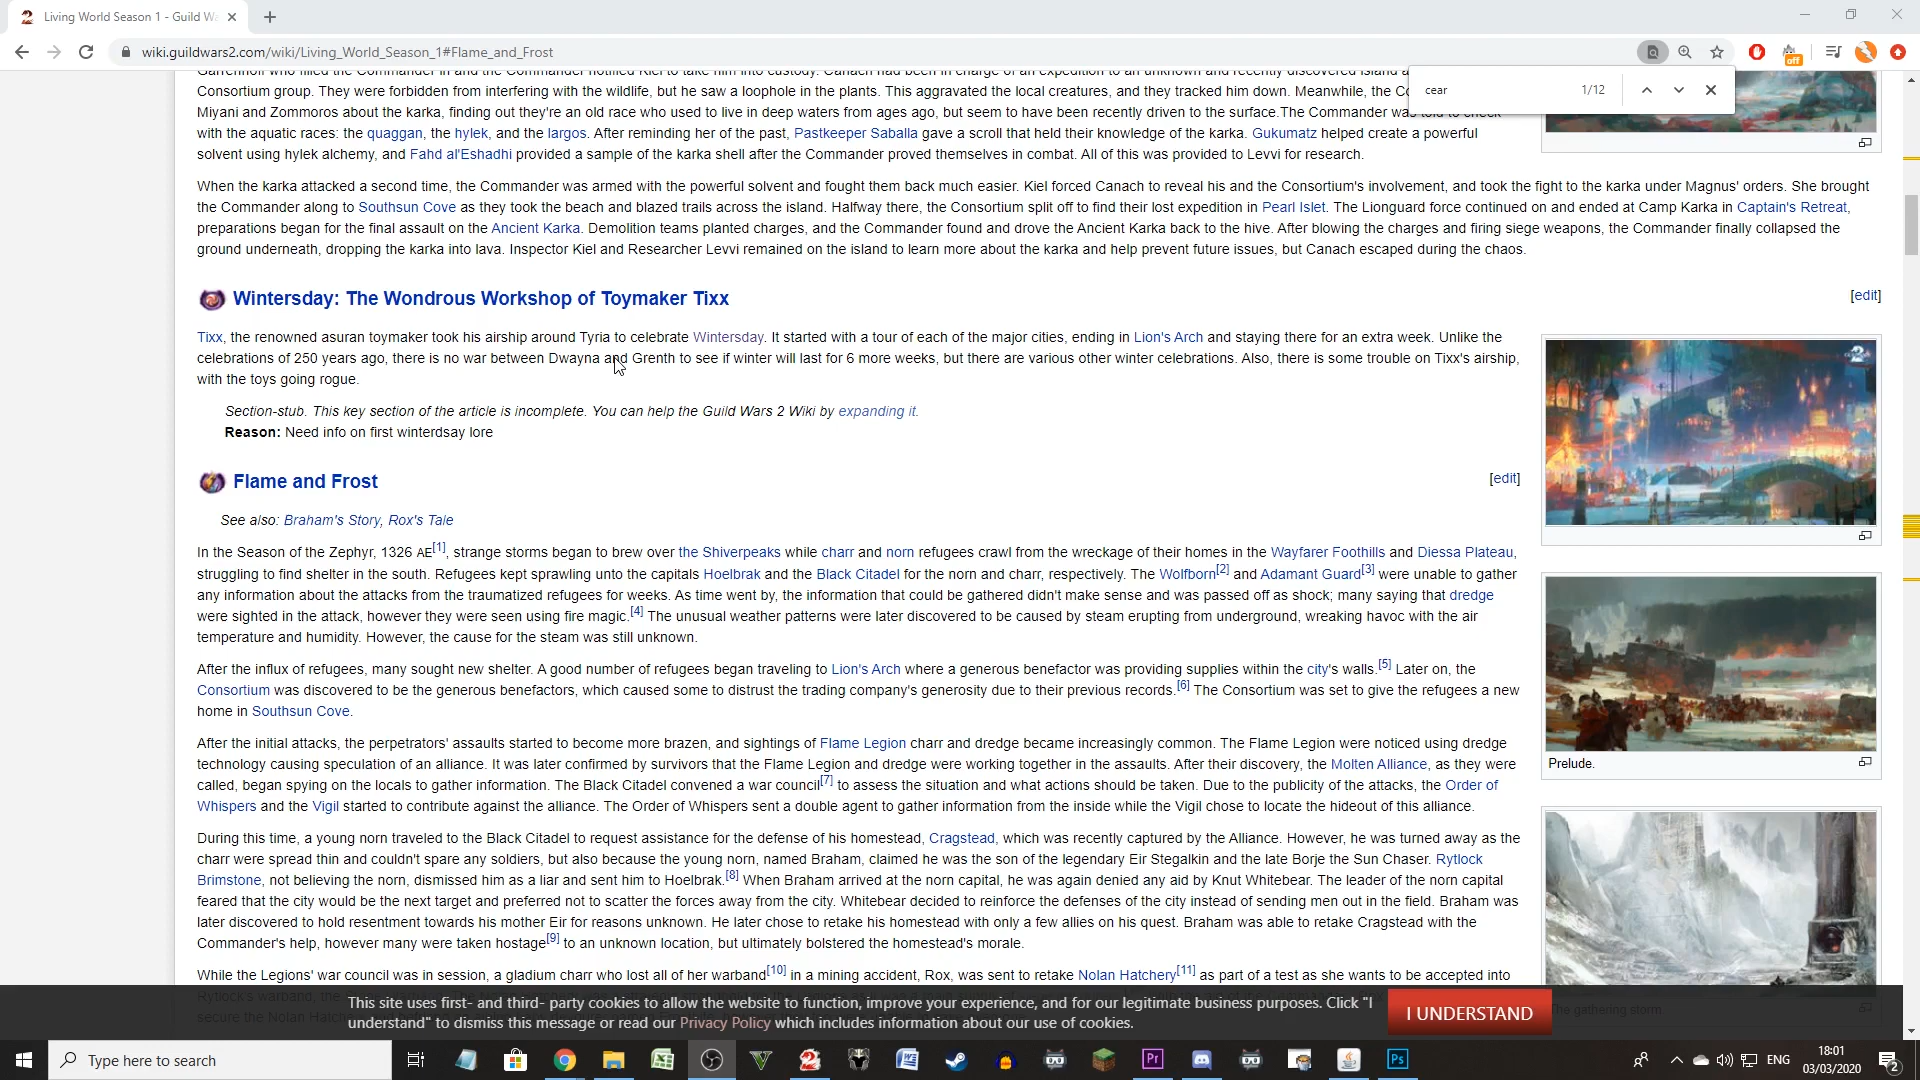 Living World Season 1 - Guild Wa
wiki.guildwars2.com/wiki/Living_World_Season_1#Flame_and_Frost
off
cear
1/12
Consortium group. They were forbidden from interfering with the wildlife, but he saw a loophole in the plants. This aggravated the local creatures, and they tracked him down. Meanwhile, the
Miyani and Zommoros about the karka, finding out they're an old race who used to live in deep waters from ages ago, but seem to have been recently driven to the surface.The Commander was told to check
with the aquatic races: the quaggan, the hylek, and the largos. After reminding her of the past, Pastkeeper Saballa gave a scroll that held their knowledge of the karka. Gukumatz helped create a powerful
solvent using hylek alchemy, and Fahd al'Eshadhi provided a sample of the karka shell after the Commander proved themselves in combat. All of this was provided to Levvi for research.
When the karka attacked a second time, the Commander was armed with the powerful solvent and fought them back much easier. Kiel forced Canach to reveal his and the Consortium's involvement, and took the fight to the karka under Magnus' orders. She brought
the Commander along to Southsun Cove as they took the beach and blazed trails across the island. Halfway there, the Consortium split off to find their lost expedition in Pearl Islet. The Lionguard force continued on and ended at Camp Karka in Captain's Retreat,
preparations began for the final assault on the Ancient Karka. Demolition teams planted charges, and the Commander found and drove the Ancient Karka back to the hive. After blowing the charges and firing siege weapons, the Commander finally collapsed the
ground underneath, dropping the karka into lava. Inspector Kiel and Researcher Levvi remained on the island to learn more about the karka and help prevent future issues, but Canach escaped during the chaos.
Wintersday: The Wondrous Workshop of Toymaker Tixx
[edit]
Tixx, the renowned asuran toymaker took his airship around Tyria to celebrate Wintersday. It started with a tour of each of the major cities, ending in Lion's Arch and staying there for an extra week. Unlike the
celebrations of 250 years ago, there is no war between Dwayna and Grenth to see if winter will last for 6 more weeks, but there are various other winter celebrations. Also, there is some trouble on Tixx's airship,
with the toys going rogue.
Section-stub. This key section of the article is incomplete. You can help the Guild Wars 2 Wiki by expanding it.
Reason: Need info on first winterdsay lore
Flame and Frost
[edit]
See also: Braham's Story, Rox's Tale
In the Season of the Zephyr, 1326 AE[1], strange storms began to brew over the Shiverpeaks while charr and norn refugees crawl from the wreckage of their homes in the Wayfarer Foothills and Diessa Plateau,
struggling to find shelter in the south. Refugees kept sprawling unto the capitals Hoelbrak and the Black Citadel for the norn and charr, respectively. The Wolfborn[2] and Adamant Guard[3] were unable to gather
any information about the attacks from the traumatized refugees for weeks. As time went by, the information that could be gathered didn't make sense and was passed off as shock; many saying that dredge
were sighted in the attack, however they were seen using fire magic.[4] The unusual weather patterns were later discovered to be caused by steam erupting from underground, wreaking havoc with the air
temperature and humidity. However, the cause for the steam was still unknown.
After the influx of refugees, many sought new shelter. A good number of refugees began traveling to Lion's Arch where a generous benefactor was providing supplies within the city's walls.[5] Later on, the
Consortium was discovered to be the generous benefactors, which caused some to distrust the trading company's generosity due to their previous records.[6] The Consortium was set to give the refugees a new
home in Southsun Cove.
After the initial attacks, the perpetrators' assaults started to become more brazen, and sightings of Flame Legion charr and dredge became increasingly common. The Flame Legion were noticed using dredge
technology causing speculation of an alliance. It was later confirmed by survivors that the Flame Legion and dredge were working together in the assaults. After their discovery, the Molten Alliance, as they were
called, began spying on the locals to gather information. The Black Citadel convened a war council[7] to assess the situation and what actions should be taken. Due to the publicity of the attacks, the Order of
Whispers and the Vigil started to contribute against the alliance. The Order of Whispers sent a double agent to gather information from the inside while the Vigil chose to locate the hideout of this alliance.
Prelude.
During this time, a young norn traveled to the Black Citadel to request assistance for the defense of his homestead, Cragstead, which was recently captured by the Alliance. However, he was turned away as the
charr were spread thin and couldn't spare any soldiers, but also because the young norn, named Braham, claimed he was the son of the legendary Eir Stegalkin and the late Borje the Sun Chaser. Rytlock
Brimstone, not believing the norn, dismissed him as a liar and sent him to Hoelbrak.[8] When Braham arrived at the norn capital, he was again denied any aid by Knut Whitebear. The leader of the norn capital
feared that the city would be the next target and preferred not to scatter the forces away from the city. Whitebear decided to reinforce the defenses of the city instead of sending men out in the field. Braham was
later discovered to hold resentment towards his mother Eir for reasons unknown. He later chose to retake his homestead with only a few allies on his quest. Braham was able to retake Cragstead with the
Commander's help, however many were taken hostage[9] to an unknown location, but ultimately bolstered the homestead's morale.
While the Legions' war council was in session, a gladium charr who lost all of her warband[10] in a mining accident, Rox, was sent to retake Nolan Hatchery[11] as part of a test as she wants to be accepted into
The gathering storm.
This site uses first- and third- party cookies to allow the website to function, improve your experience, and for our legitimate business purposes. Click "I
understand" to dismiss this message or read our Privacy Policy which includes information about our use of cookies.
I UNDERSTAND
Type here to search
Pr
Ps
ENG
18:01
03/03/2020
2